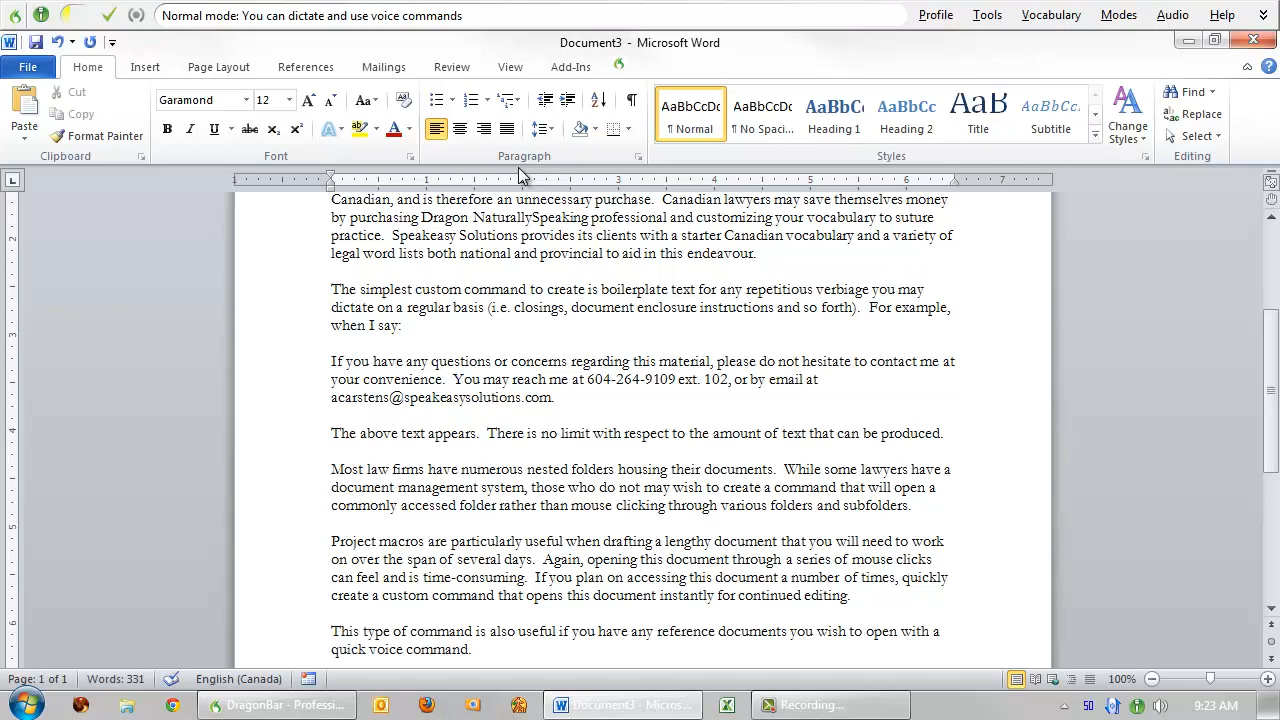 Normal mode: You can dictate and use voice commands
Profile Tools Vocabulary Modes Audio Help
Document3 - Microsoft Word
File Home Insert Page Layout References Mailings Review View Add-Ins
Paste
Cut
Copy
Format Painter
Clipboard
Garamond 12
Font
Paragraph
AaBbCcDc AaBbCcDc AaBbC AaBbCc AaB AaBbCcI
¶ Normal ¶ No Spaci... Heading 1 Heading 2 Title Subtitle
Change
Styles
Styles
Find
Replace
Select
Editing
1 1 2 3 4 5 6 7
Canadian, and is therefore an unnecessary purchase. Canadian lawyers may save themselves money
by purchasing Dragon NaturallySpeaking professional and customizing your vocabulary to suture
practice. Speakeasy Solutions provides its clients with a starter Canadian vocabulary and a variety of
legal word lists both national and provincial to aid in this endeavour.
The simplest custom command to create is boilerplate text for any repetitious verbiage you may
dictate on a regular basis (i.e. closings, document enclosure instructions and so forth). For example,
when I say:
If you have any questions or concerns regarding this material, please do not hesitate to contact me at
your convenience. You may reach me at 604-264-9109 ext. 102, or by email at
acarstens@speakeasysolutions.com.
The above text appears. There is no limit with respect to the amount of text that can be produced.
Most law firms have numerous nested folders housing their documents. While some lawyers have a
document management system, those who do not may wish to create a command that will open a
commonly accessed folder rather than mouse clicking through various folders and subfolders.
Project macros are particularly useful when drafting a lengthy document that you will need to work
on over the span of several days. Again, opening this document through a series of mouse clicks
can feel and is time-consuming. If you plan on accessing this document a number of times, quickly
create a custom command that opens this document instantly for continued editing.
This type of command is also useful if you have any reference documents you wish to open with a
quick voice command.
Page: 1 of 1 Words: 331 English (Canada) 100%
DragonBar - Professi... Document3 - Micros... Recording... 50 9:23 AM